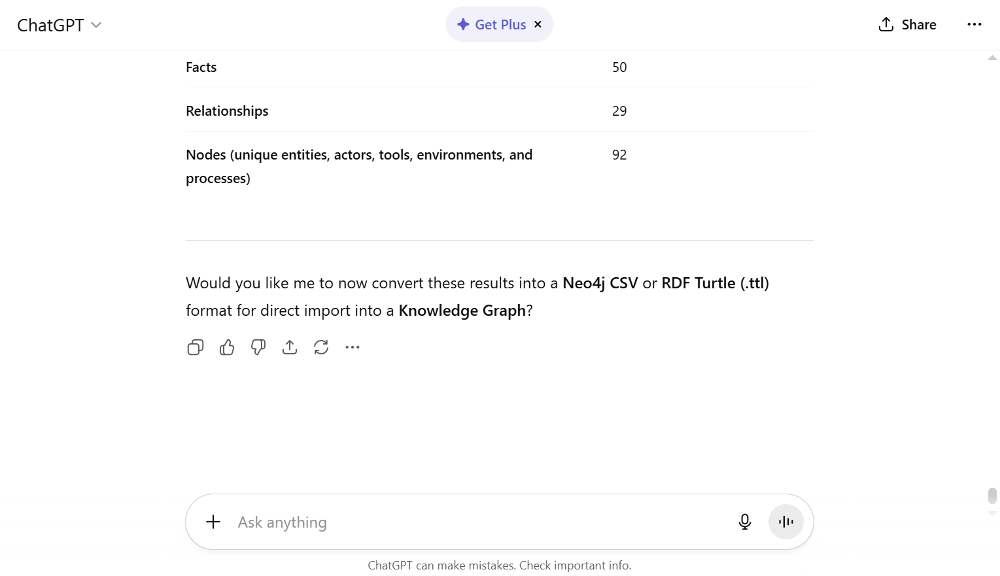 ChatGPT
Get Plus
Share
Facts 50
Relationships 29
Nodes (unique entities, actors, tools, environments, and 92
processes)
Would you like me to now convert these results into a Neo4j CSV or RDF Turtle (.ttl)
format for direct import into a Knowledge Graph?
Ask anything
ChatGPT can make mistakes. Check important info.